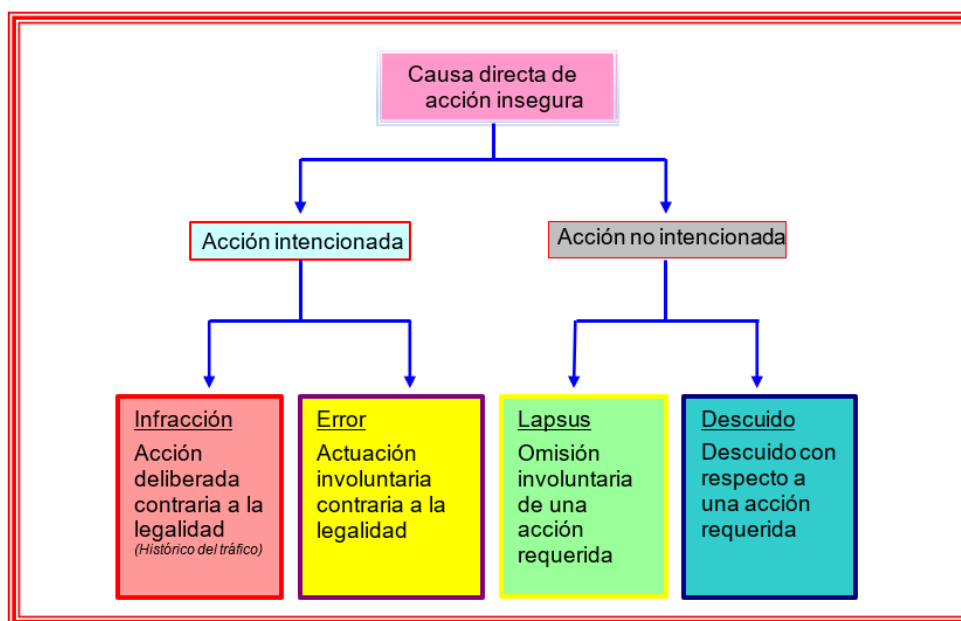 Causa directa de
acción insegura
Acción intencionada
Acción no intencionada
Infracción
Acción
deliberada
contraria a la
legalidad
(Histórico del tráfico)
Error
Actuación
involuntaria
contraria a la
legalidad
Lapsus
Omisión
involuntaria
de una
acción
requerida
Descuido
Descuido con
respecto a
una acción
requerida